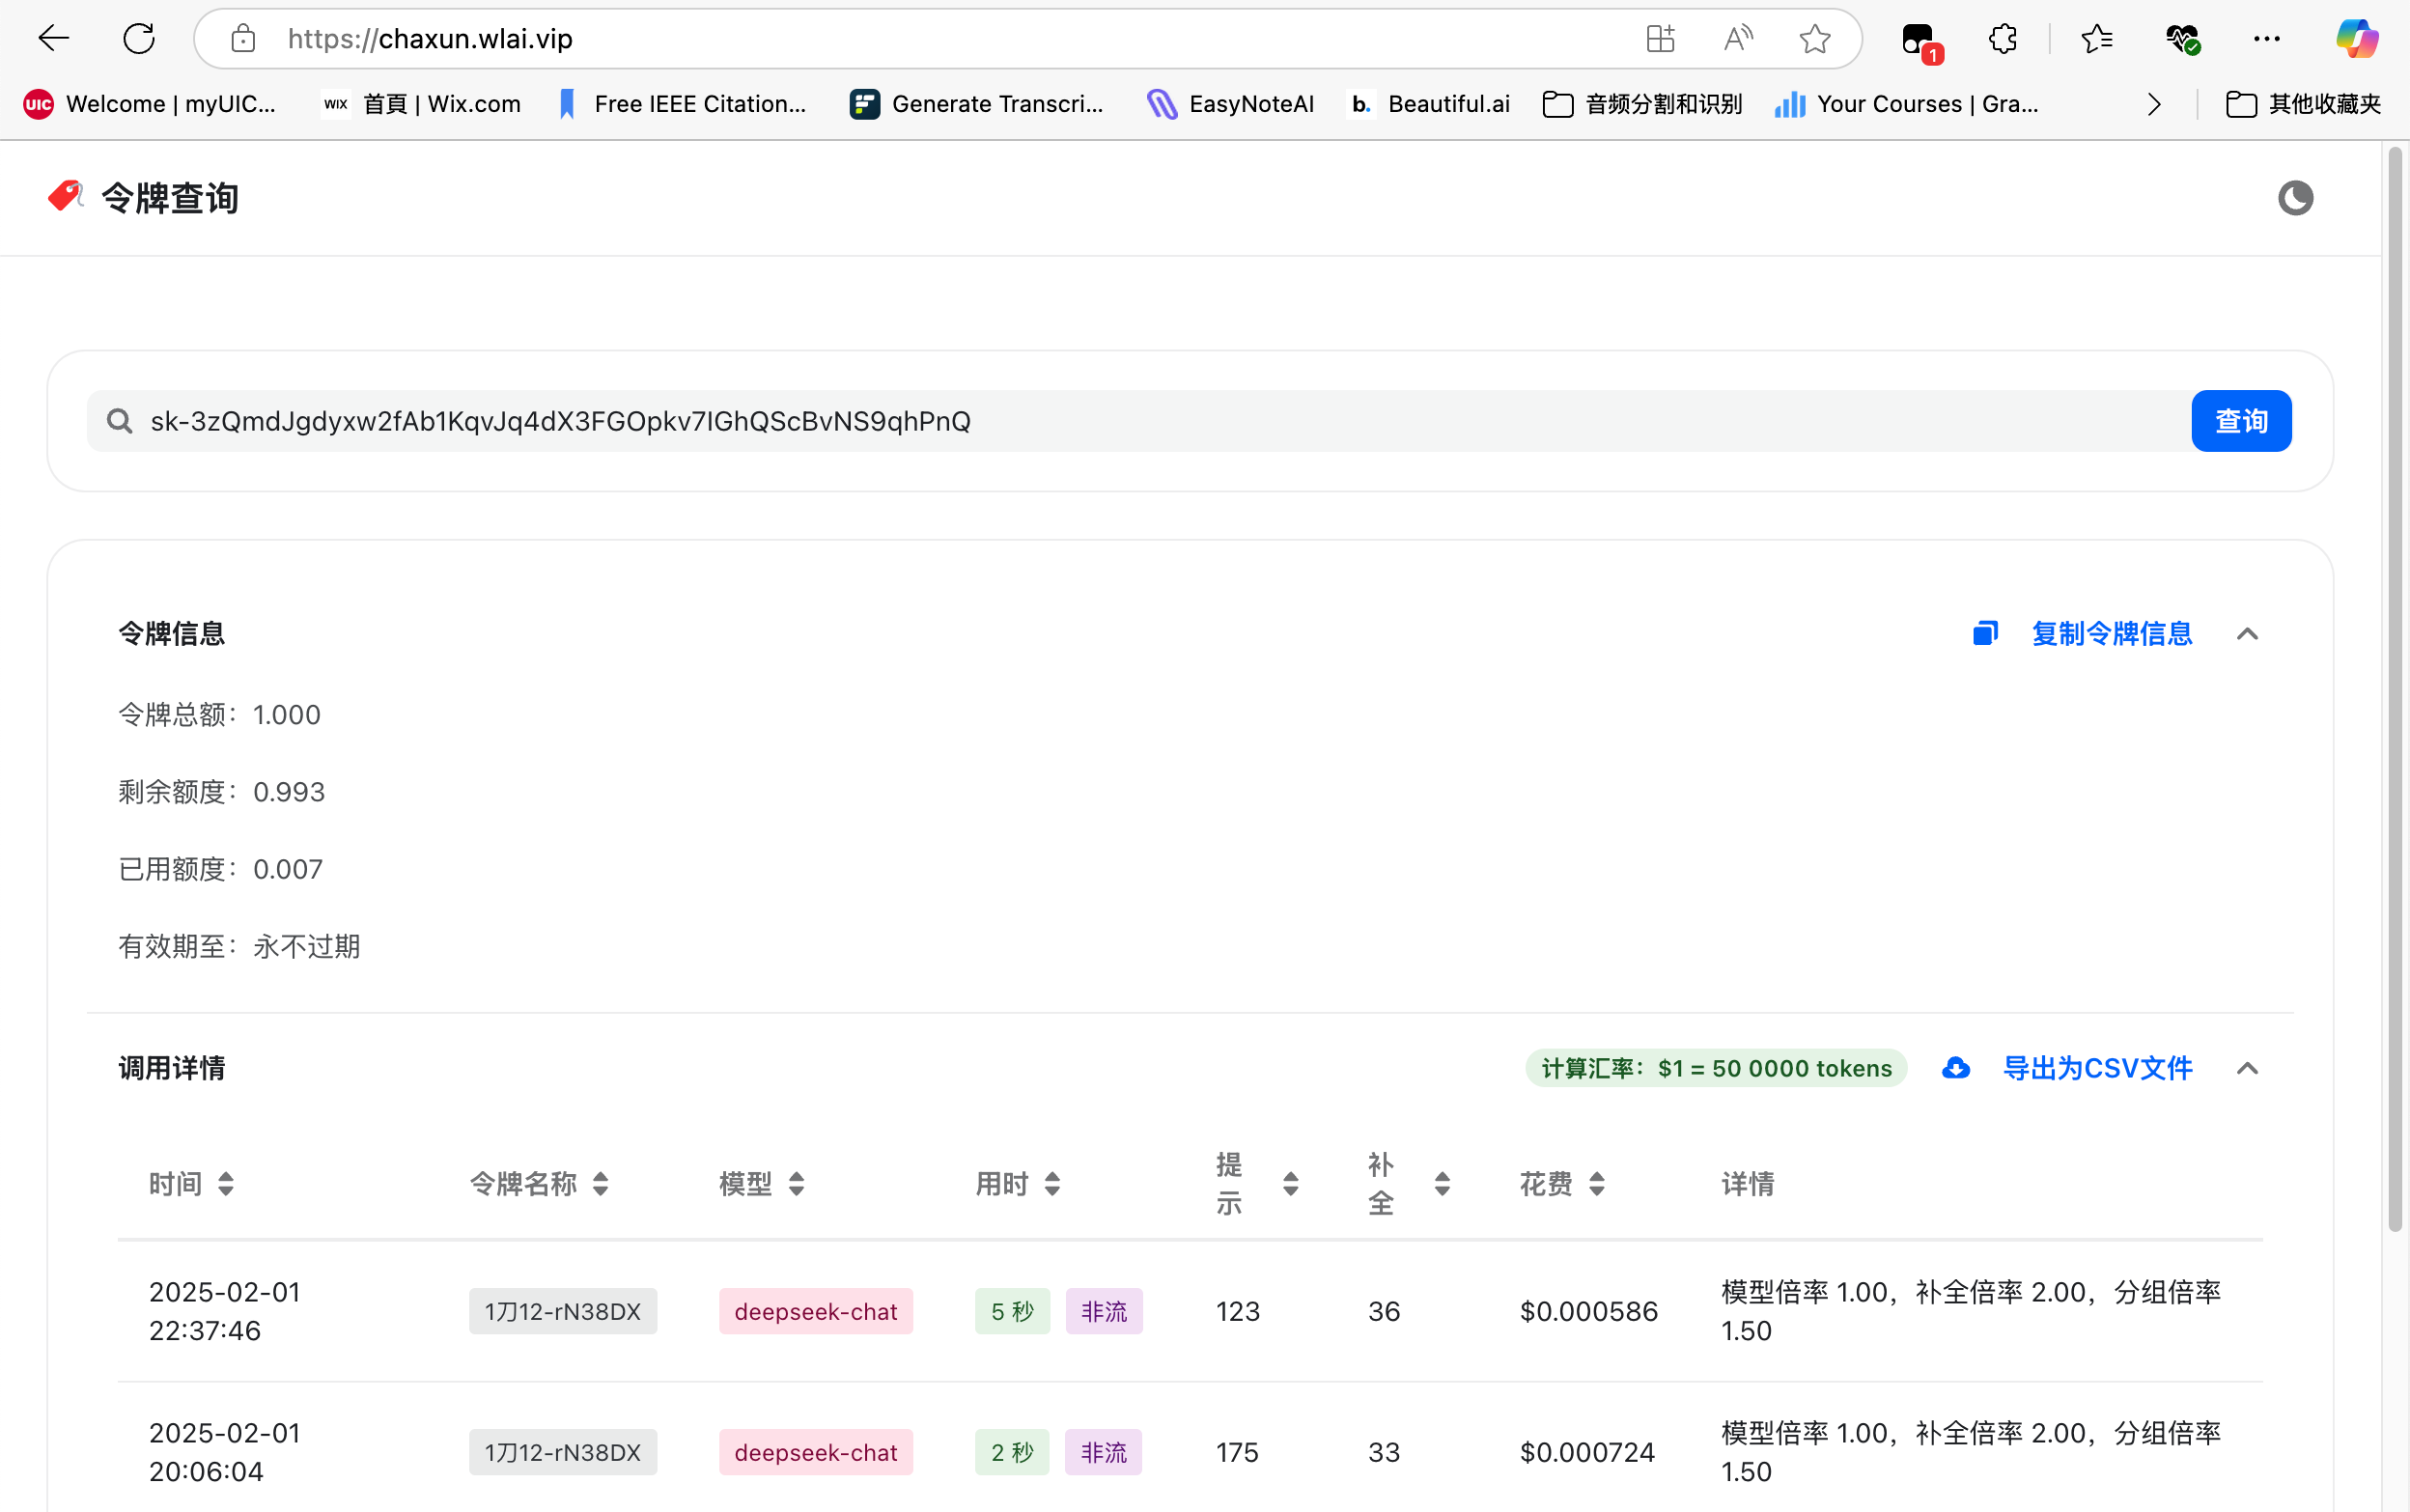 https://chaxun.wlai.vip
1
UIC Welcome | myUIC... WIX 首頁 | Wix.com Free IEEE Citation... Generate Transcri... EasyNoteAI b. Beautiful.ai 音频分割和识别 Your Courses | Gra... 其他收藏夹
令牌查询
sk-3zQmdJgdyxw2fAb1KqvJq4dX3FGOpkv7IGhQScBvNS9qhPnQ 查询
令牌信息 复制令牌信息
令牌总额：1.000
剩余额度：0.993
已用额度：0.007
有效期至：永不过期
调用详情 计算汇率：$1 = 50 0000 tokens 导出为CSV文件
时间 令牌名称 模型 用时 提示 补全 花费 详情
2025-02-01 22:37:46 1刀12-rN38DX deepseek-chat 5 秒 非流 123 36 $0.000586 模型倍率 1.00，补全倍率 2.00，分组倍率 1.50
2025-02-01 20:06:04 1刀12-rN38DX deepseek-chat 2 秒 非流 175 33 $0.000724 模型倍率 1.00，补全倍率 2.00，分组倍率 1.50